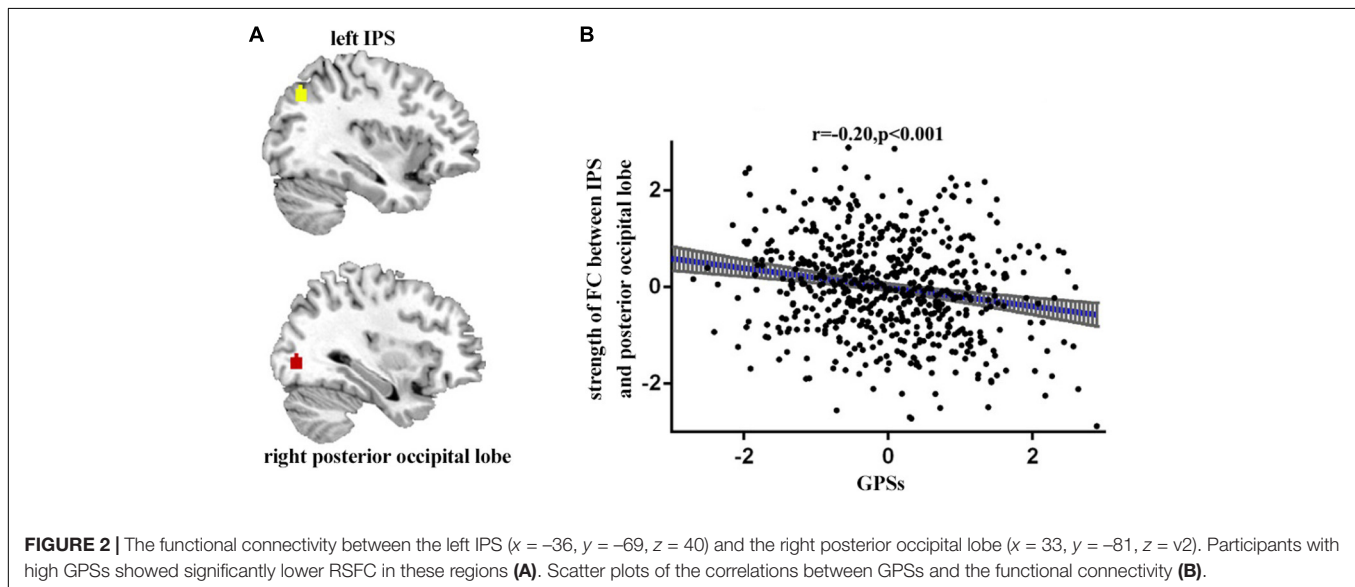 A
left IPS
right posterior occipital lobe
B
r=-0.20,p<0.001
strength of FC between IPS
and posterior occipital lobe
2
0
-2
-2
0
2
GPSs
FIGURE 2 | The functional connectivity between the left IPS (x = –36, y = –69, z = 40) and the right posterior occipital lobe (x = 33, y = –81, z = v2). Participants with
high GPSs showed significantly lower RSFC in these regions (A). Scatter plots of the correlations between GPSs and the functional connectivity (B).